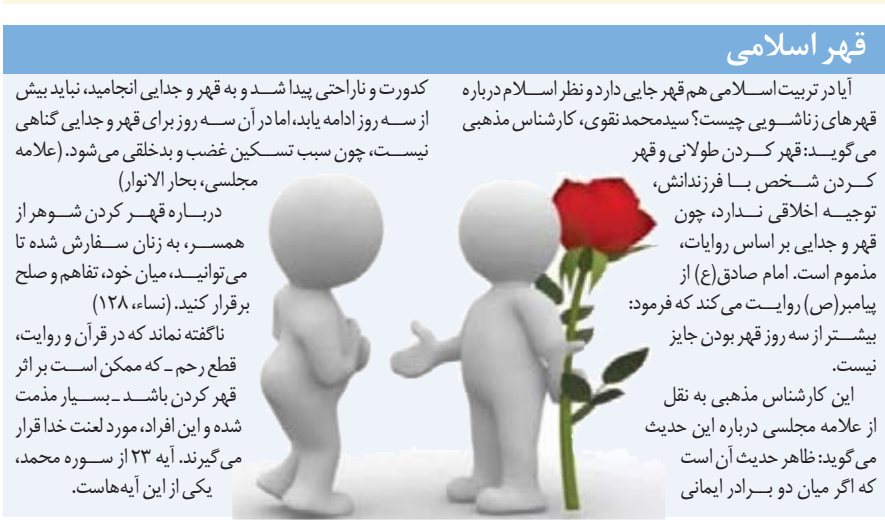 قهر اسلامی
آیا در تربیت اسلامی هم قهر جایی دارد و نظر اسلام درباره
قهرهای زناشویی چیست؟ سیدمحمد نقوی، کارشناس مذهبی
می‌گوید: قهر کردن طولانی و قهر
کردن شخص با فرزندانش،
توجیه اخلاقی ندارد، چون
قهر و جدایی بر اساس روایات،
مذموم است. امام صادق(ع) از
پیامبر(ص) روایت می‌کند که فرمود:
بیشتر از سه روز قهر بودن جایز
نیست.
این کارشناس مذهبی به نقل
از علامه مجلسی درباره این حدیث
می‌گوید: ظاهر حدیث آن است
که اگر میان دو برادر ایمانی
کدورت و ناراحتی پیدا شد و به قهر و جدایی انجامید، نباید بیش
از سه روز ادامه یابد، اما در آن سه روز برای قهر و جدایی گناهی
نیست، چون سبب تسکین غضب و بدخلقی می‌شود. (علامه
مجلسی، بحار الانوار)
درباره قهر کردن شوهر از
همسر، به زنان سفارش شده تا
می‌توانید، میان خود، تفاهم و صلح
برقرار کنید. (نساء، ۱۲۸)
ناگفته نماند که در قرآن و روایت،
قطع رحم ـ که ممکن است بر اثر
قهر کردن باشد ـ بسیار مذمت
شده و این افراد، مورد لعنت خدا قرار
می‌گیرند. آیه ۲۳ از سوره محمد،
یکی از این آیه‌هاست.